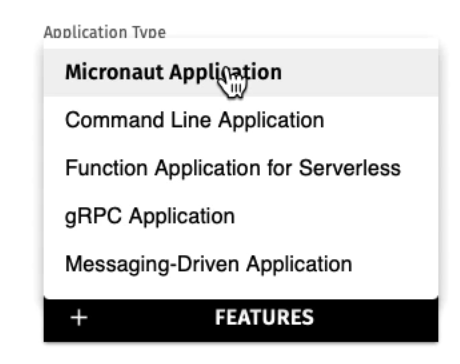 Application Type
Micronaut Application
Command Line Application
Function Application for Serverless
gRPC Application
Messaging-Driven Application
+ FEATURES